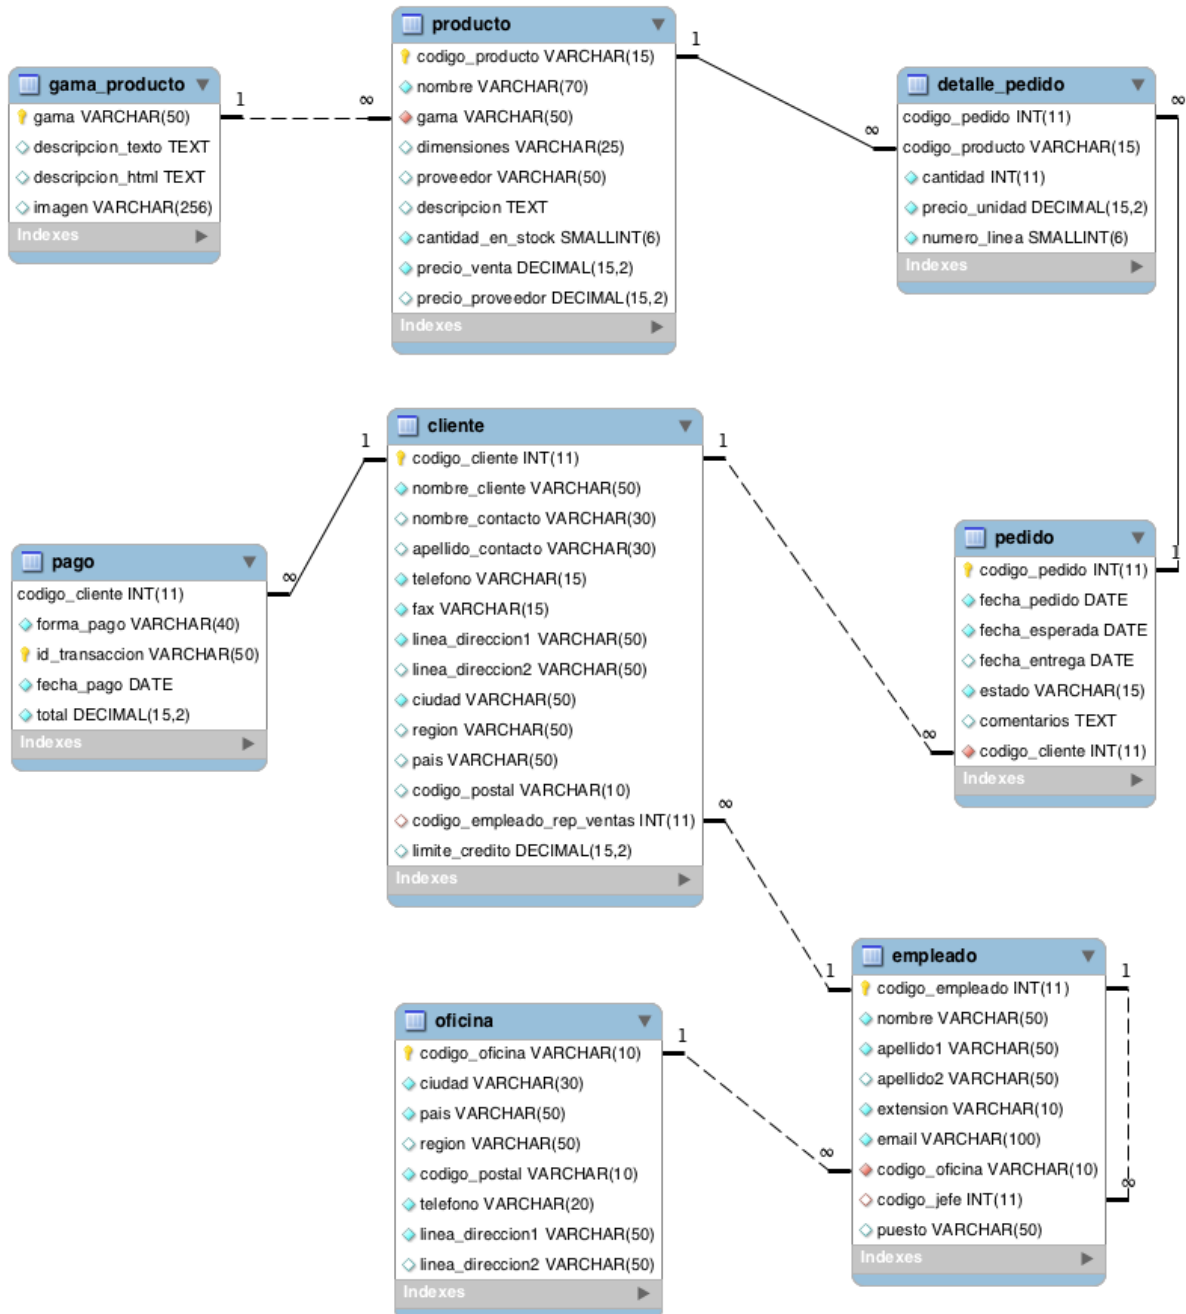 producto
codigo_producto VARCHAR(15)
nombre VARCHAR(70)
gama VARCHAR(50)
dimensiones VARCHAR(25)
proveedor VARCHAR(50)
descripcion TEXT
cantidad_en_stock SMALLINT(6)
precio_venta DECIMAL(15,2)
precio_proveedor DECIMAL(15,2)
Indexes
gama_producto
gama VARCHAR(50)
descripcion_texto TEXT
descripcion_html TEXT
imagen VARCHAR(256)
Indexes
1
∞
1
∞
detalle_pedido
codigo_pedido INT(11)
codigo_producto VARCHAR(15)
cantidad INT(11)
precio_unidad DECIMAL(15,2)
numero_linea SMALLINT(6)
Indexes
∞
1
cliente
codigo_cliente INT(11)
nombre_cliente VARCHAR(50)
nombre_contacto VARCHAR(30)
apellido_contacto VARCHAR(30)
telefono VARCHAR(15)
fax VARCHAR(15)
linea_direccion1 VARCHAR(50)
linea_direccion2 VARCHAR(50)
ciudad VARCHAR(50)
region VARCHAR(50)
pais VARCHAR(50)
codigo_postal VARCHAR(10)
codigo_empleado_rep_ventas INT(11)
limite_credito DECIMAL(15,2)
Indexes
1
∞
pago
codigo_cliente INT(11)
forma_pago VARCHAR(40)
id_transaccion VARCHAR(50)
fecha_pago DATE
total DECIMAL(15,2)
Indexes
1
∞
pedido
codigo_pedido INT(11)
fecha_pedido DATE
fecha_esperada DATE
fecha_entrega DATE
estado VARCHAR(15)
comentarios TEXT
codigo_cliente INT(11)
Indexes
∞
1
empleado
codigo_empleado INT(11)
nombre VARCHAR(50)
apellido1 VARCHAR(50)
apellido2 VARCHAR(50)
extension VARCHAR(10)
email VARCHAR(100)
codigo_oficina VARCHAR(10)
codigo_jefe INT(11)
puesto VARCHAR(50)
Indexes
1
∞
oficina
codigo_oficina VARCHAR(10)
ciudad VARCHAR(30)
pais VARCHAR(50)
region VARCHAR(50)
codigo_postal VARCHAR(10)
telefono VARCHAR(20)
linea_direccion1 VARCHAR(50)
linea_direccion2 VARCHAR(50)
Indexes
1
∞